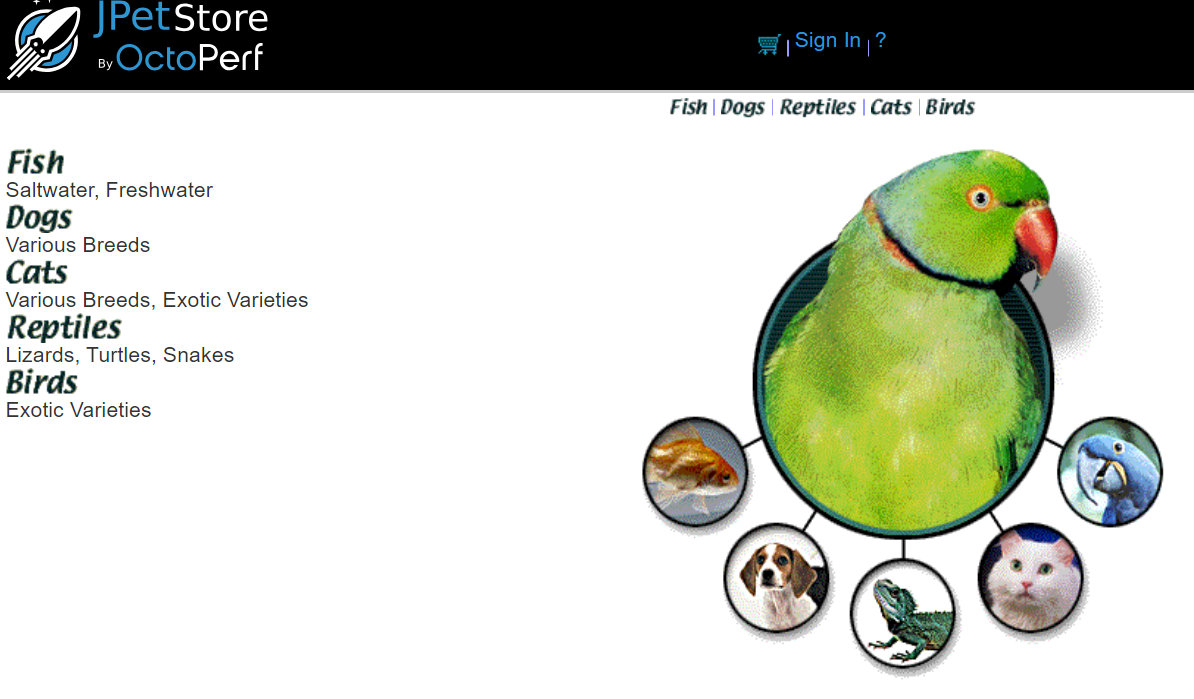 JPetStore
By OctoPerf
| Sign In | ?
Fish | Dogs | Reptiles | Cats | Birds
Fish
Saltwater, Freshwater
Dogs
Various Breeds
Cats
Various Breeds, Exotic Varieties
Reptiles
Lizards, Turtles, Snakes
Birds
Exotic Varieties